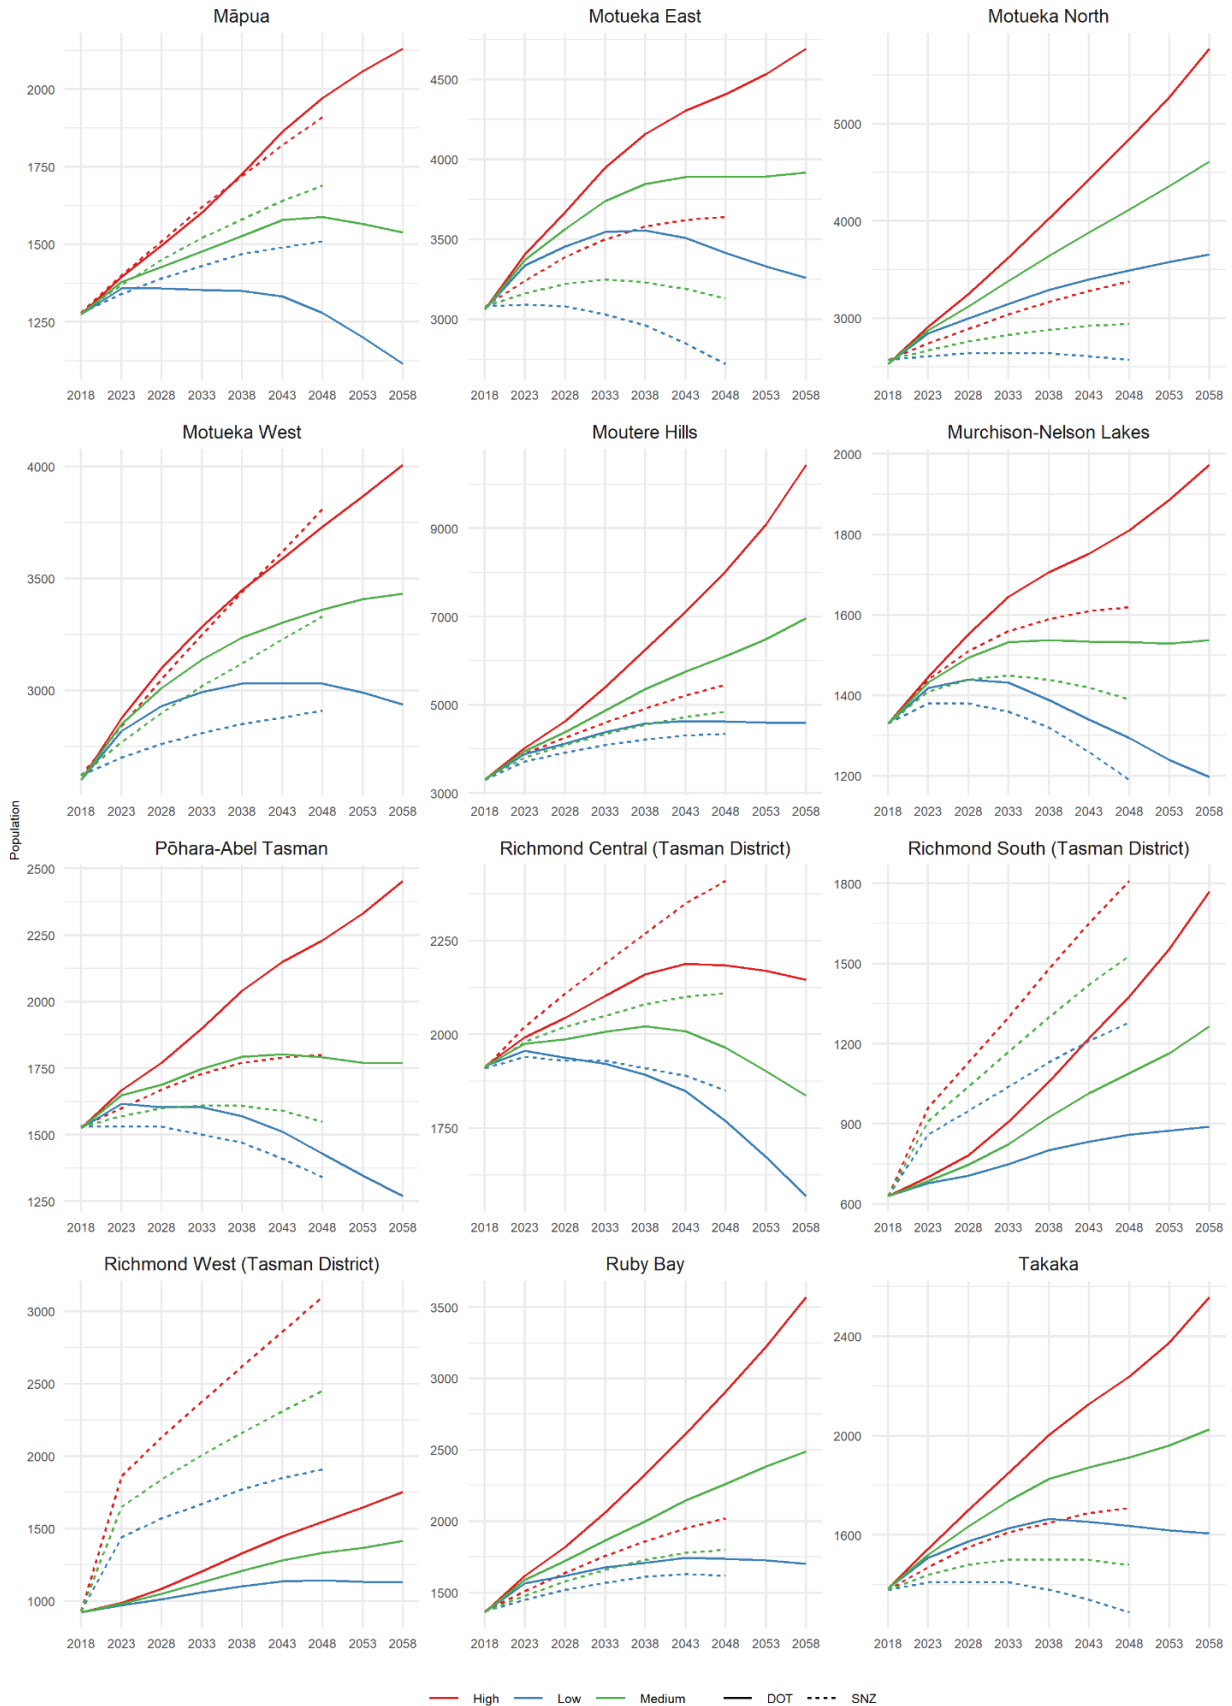 Māpua
Motueka East
Motueka North
2000
1750
1500
1250
4500
4000
3500
3000
5000
4000
3000
2018 2023 2028 2033 2038 2043 2048 2053 2058
2018 2023 2028 2033 2038 2043 2048 2053 2058
2018 2023 2028 2033 2038 2043 2048 2053 2058
Motueka West
Moutere Hills
Murchison-Nelson Lakes
4000
3500
3000
9000
7000
5000
3000
2000
1800
1600
1400
1200
2018 2023 2028 2033 2038 2043 2048 2053 2058
2018 2023 2028 2033 2038 2043 2048 2053 2058
2018 2023 2028 2033 2038 2043 2048 2053 2058
Population
Pōhara-Abel Tasman
Richmond Central (Tasman District)
Richmond South (Tasman District)
2500
2250
2000
1750
1500
1250
2250
2000
1750
1800
1500
1200
900
600
2018 2023 2028 2033 2038 2043 2048 2053 2058
2018 2023 2028 2033 2038 2043 2048 2053 2058
2018 2023 2028 2033 2038 2043 2048 2053 2058
Richmond West (Tasman District)
Ruby Bay
Takaka
3000
2500
2000
1500
1000
3500
3000
2500
2000
1500
2400
2000
1600
2018 2023 2028 2033 2038 2043 2048 2053 2058
2018 2023 2028 2033 2038 2043 2048 2053 2058
2018 2023 2028 2033 2038 2043 2048 2053 2058
High Low Medium DOT SNZ